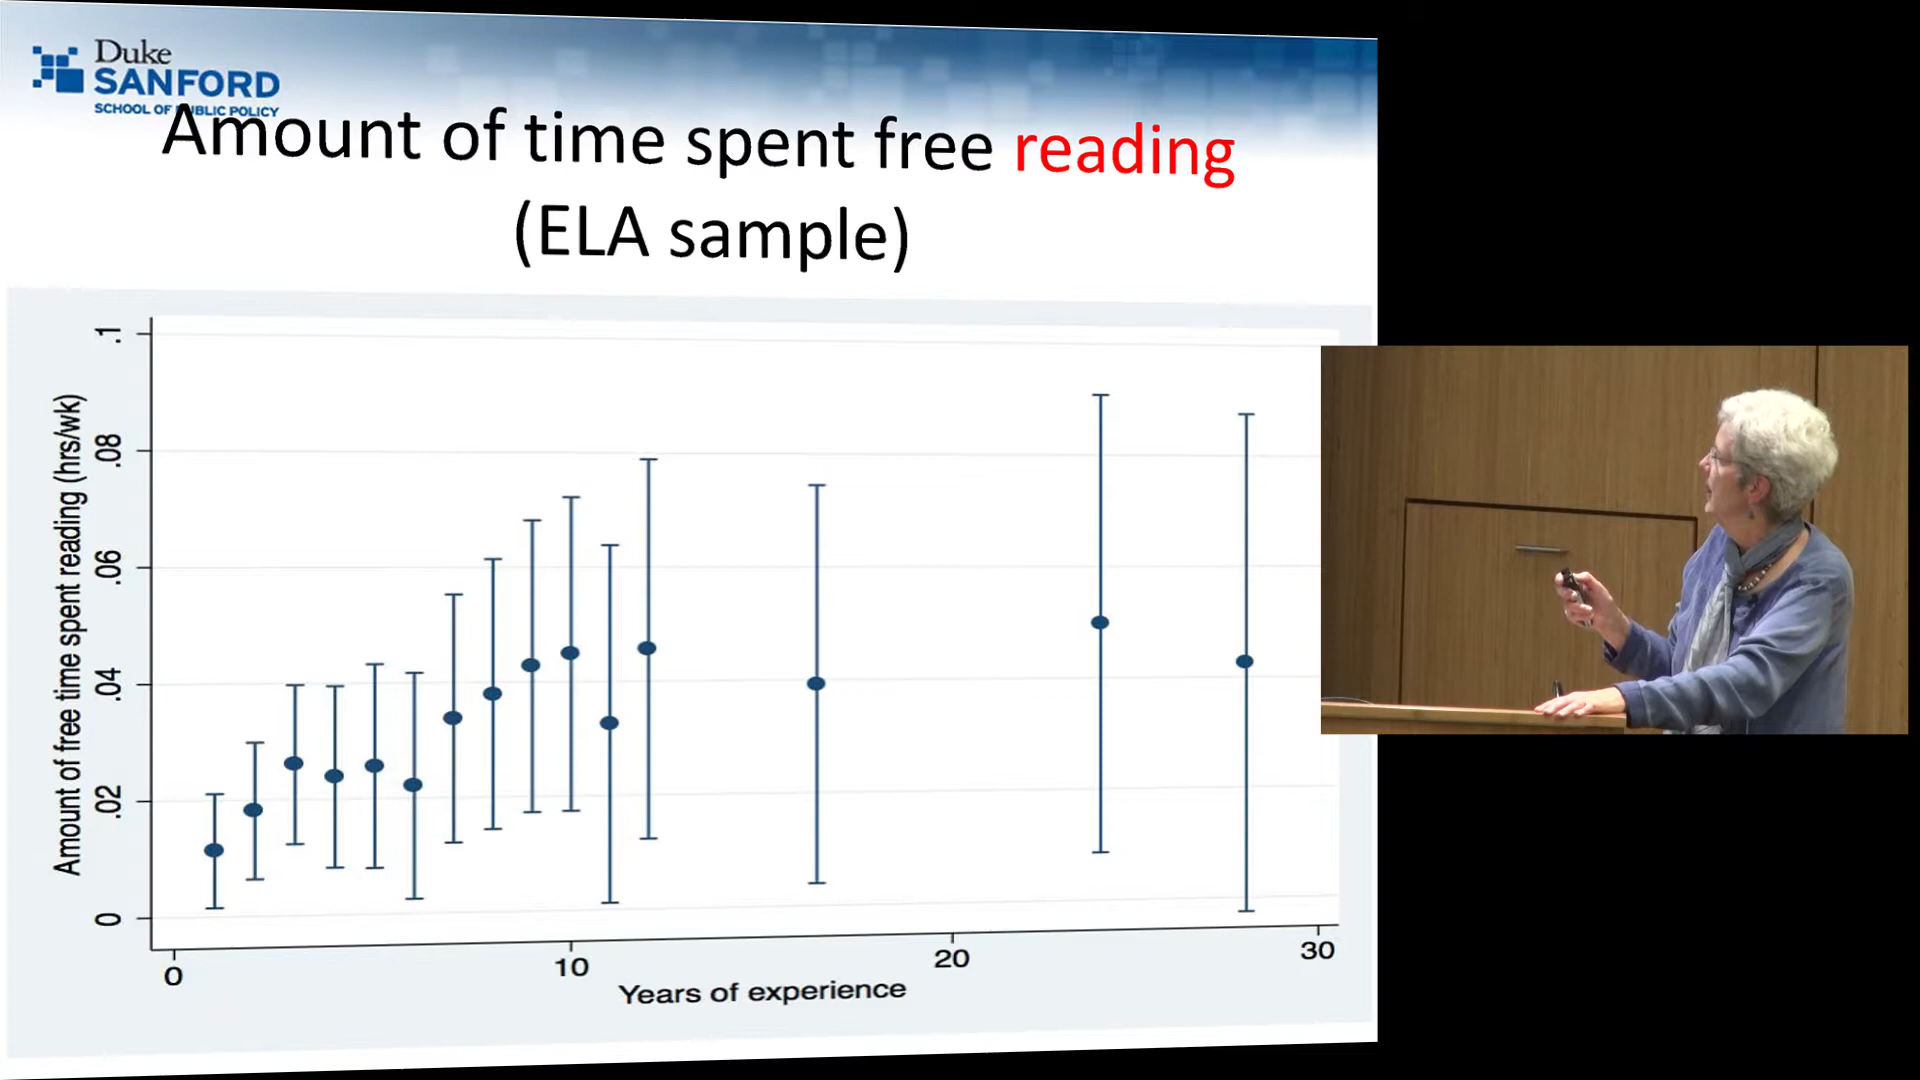 Duke
SANFORD
SCHOOL OF PUBLIC POLICY
Amount of time spent free reading
(ELA sample)
Amount of free time spent reading (hrs/wk)
.1
.08
.06
.04
.02
0
0
10
20
30
Years of experience